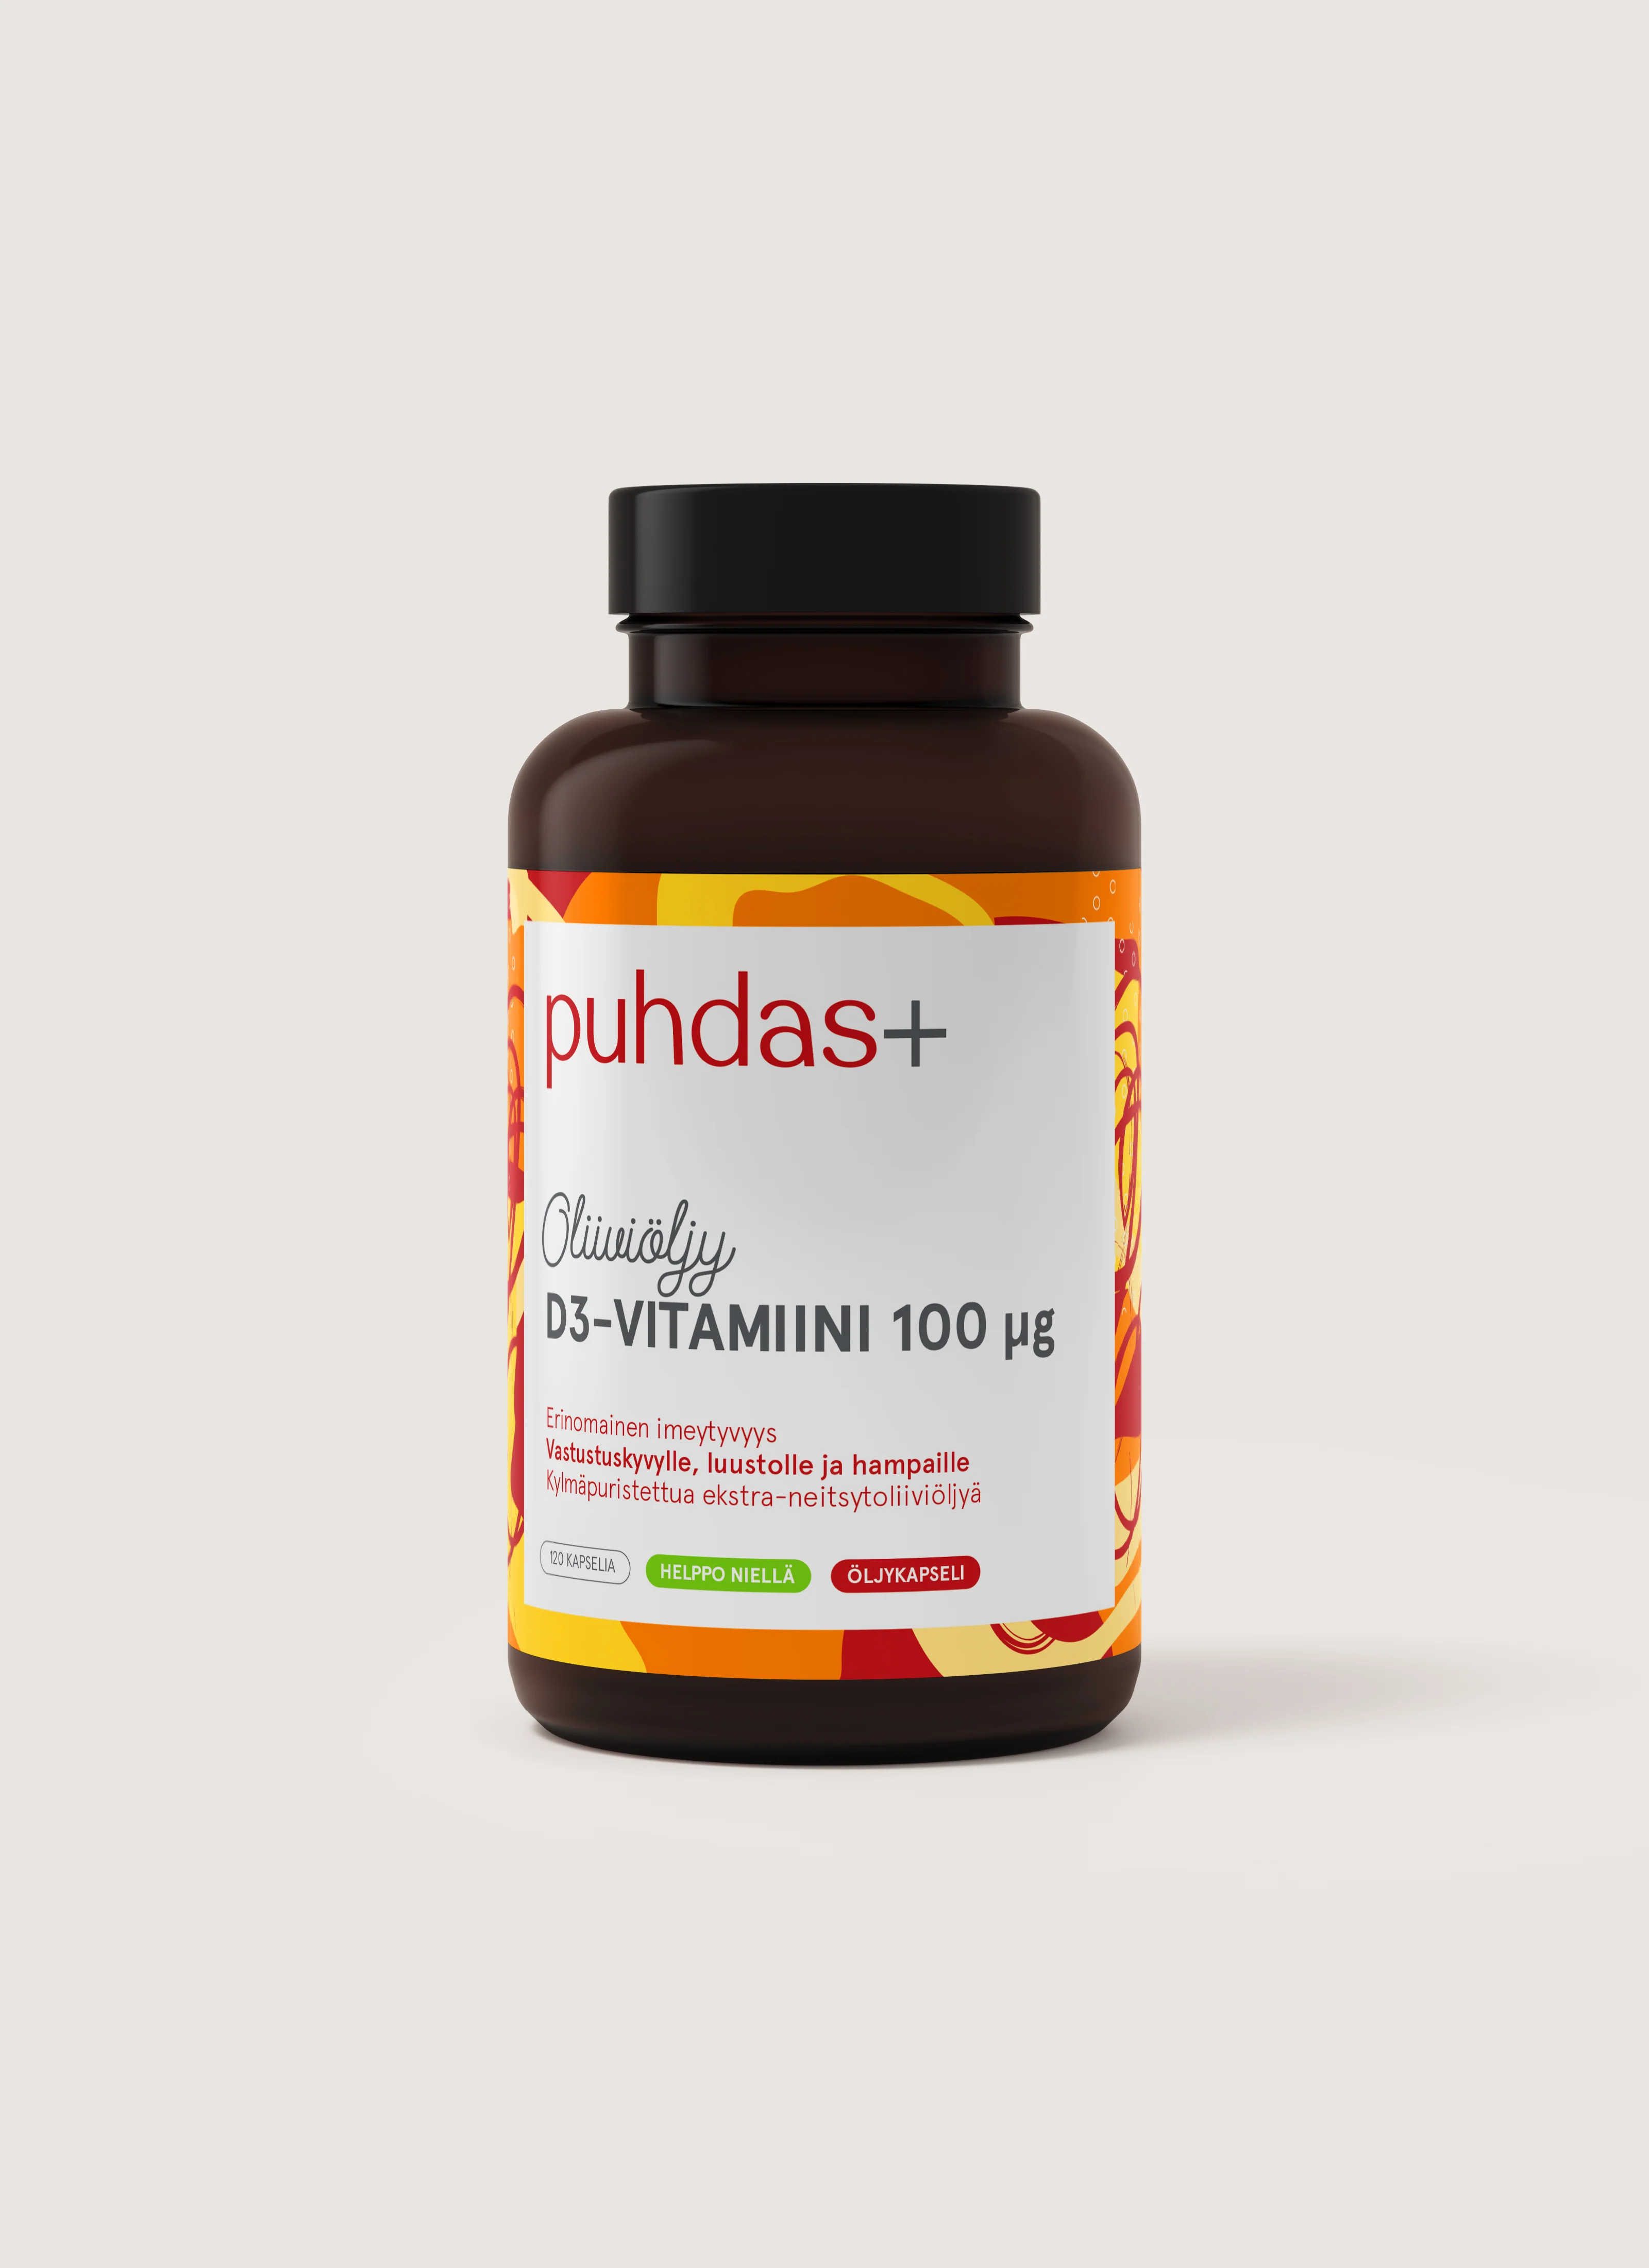 puhdas+
Oliiviöljy
D3-VITAMIINI 100 µg
Erinomainen imeytyvyys
Vastustuskyvylle, luustolle ja hampaille
Kylmäpuristettua ekstra-neitsytoliiviöljyä
120 KAPSELIA
HELPPO NIELLÄ
ÖLJYKAPSELI